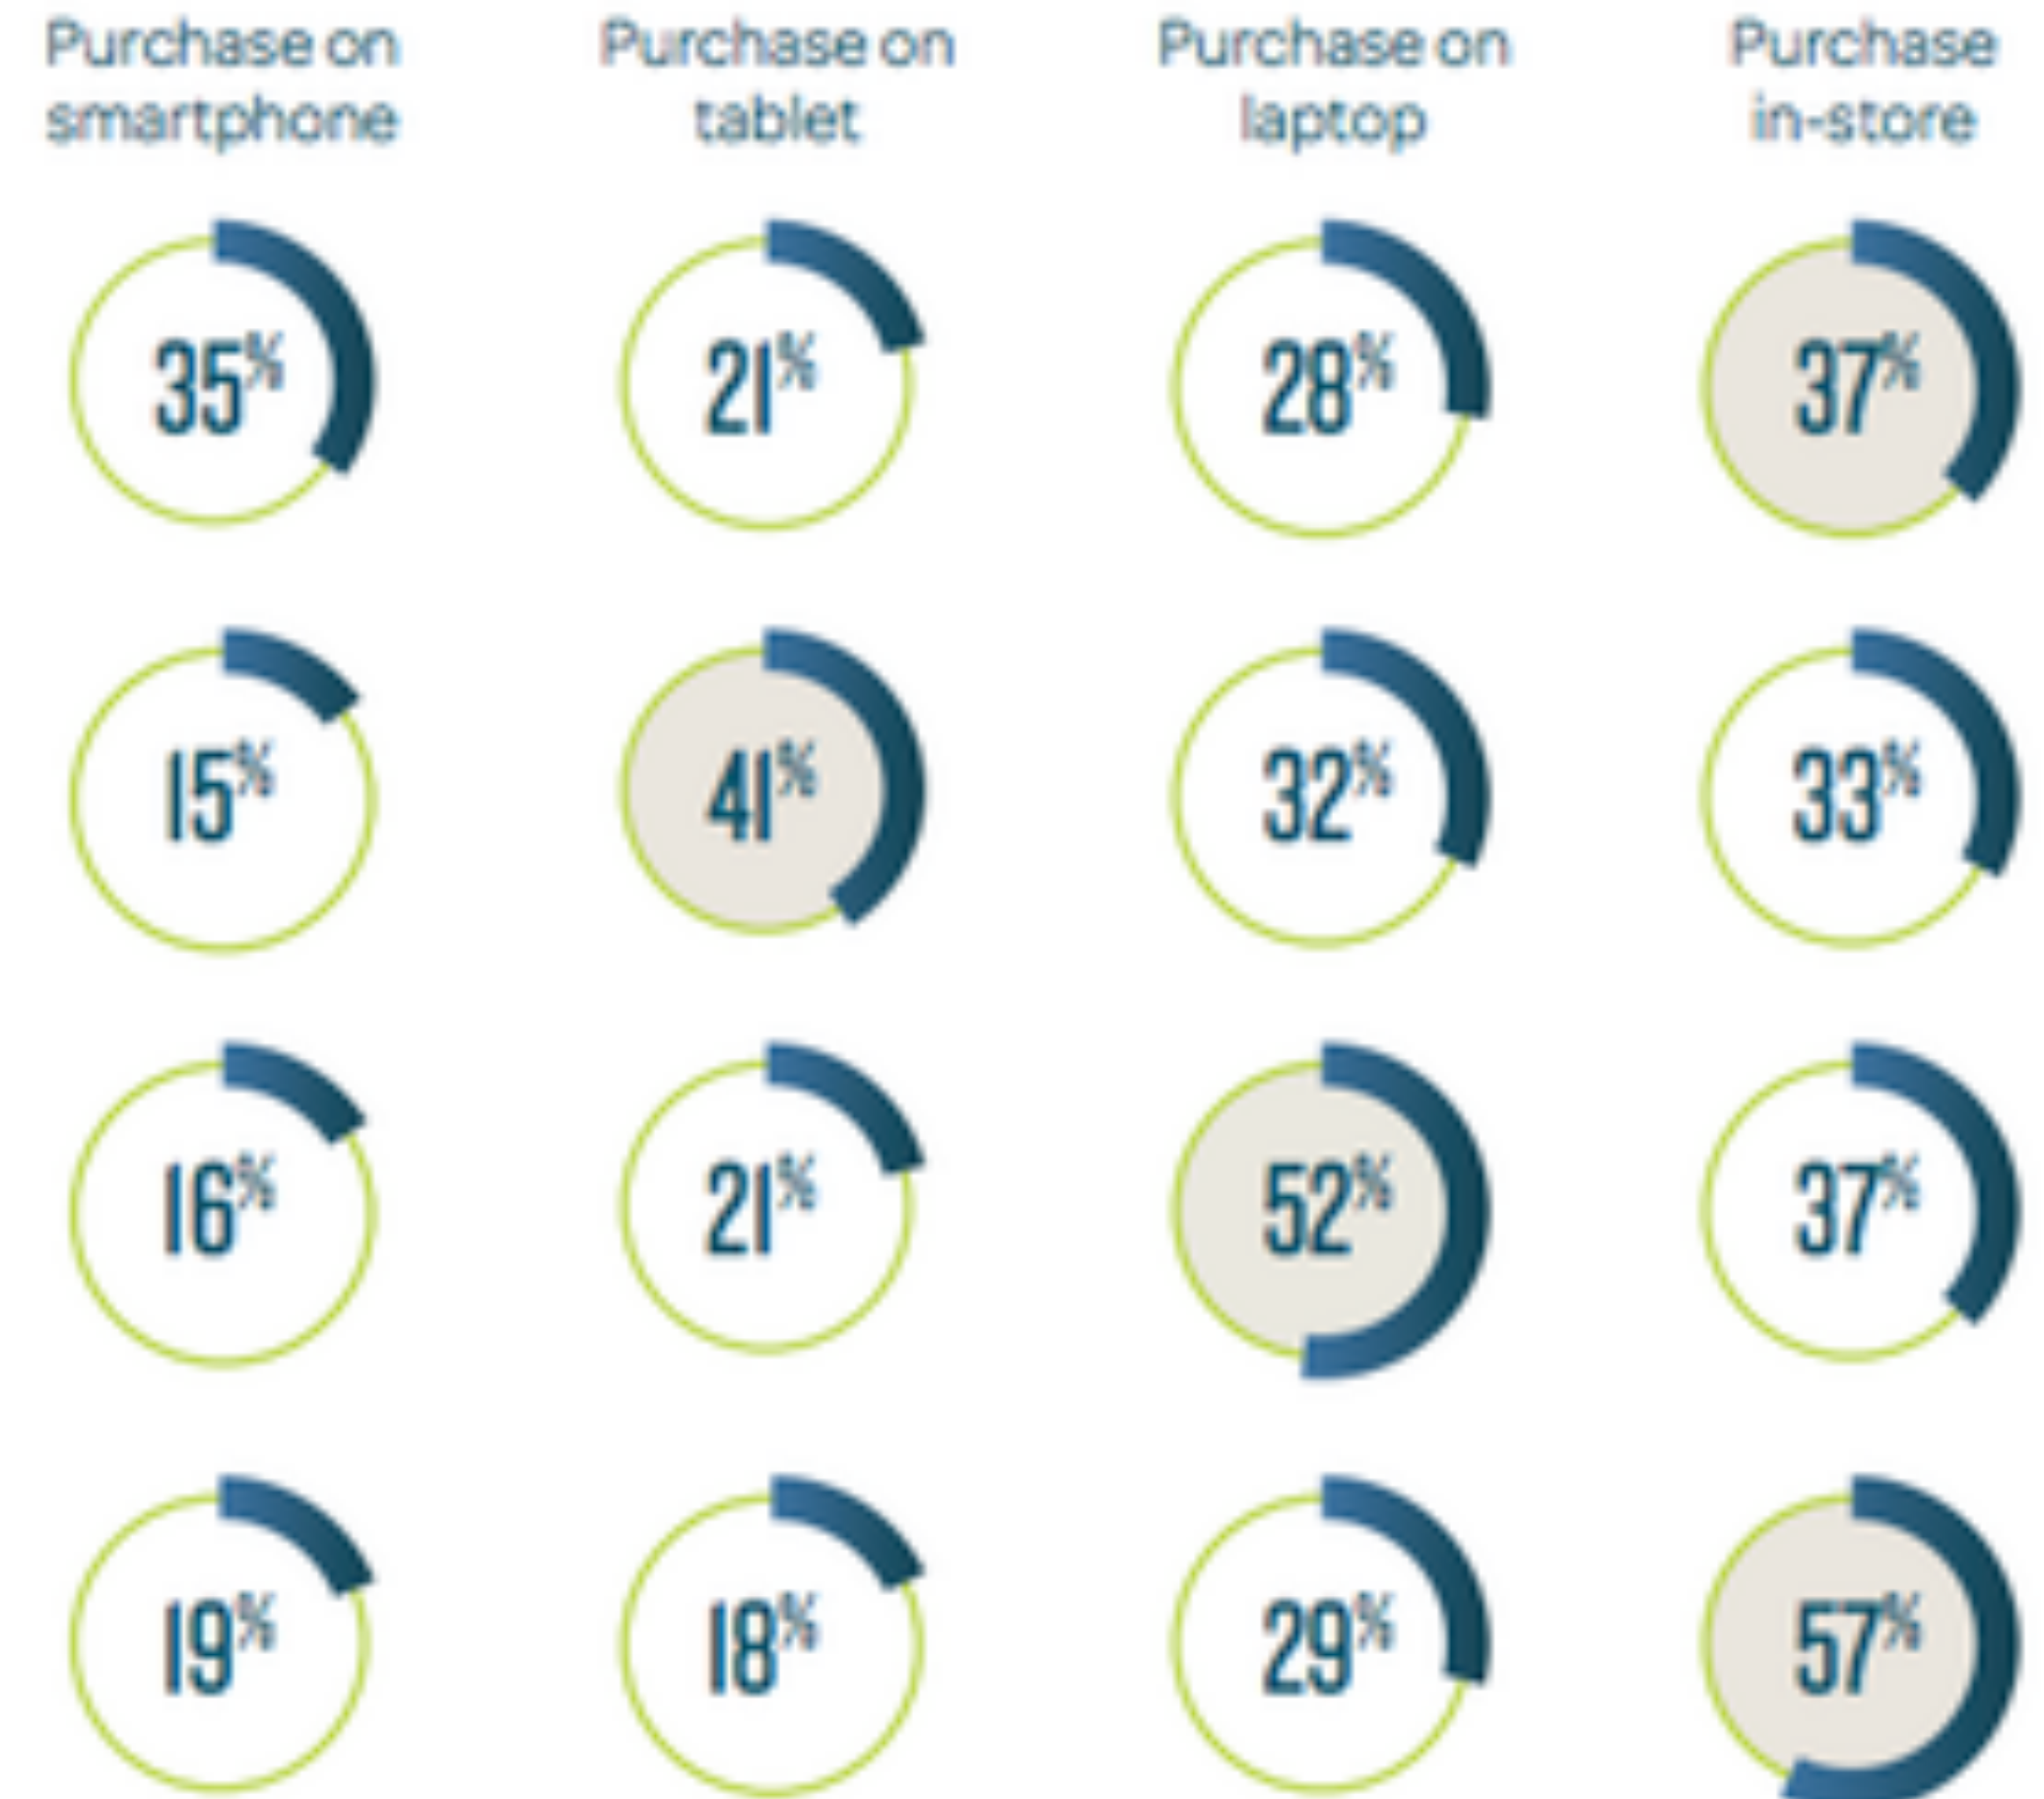 Purchase on Purchase on Purchase on Purchase
smartphone tablet laptop in-store
35% 21% 28% 37%
15% 41% 32% 33%
16% 21% 52% 37%
19% 18% 29% 57%